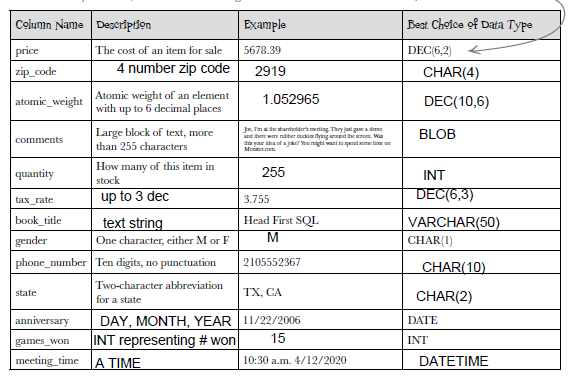 Column Name Description Example Best Choice of Data Type
price The cost of an item for sale 5678.39 DEC(6,2)
zip_code 4 number zip code 2919 CHAR(4)
atomic_weight Atomic weight of an element
with up to 6 decimal places 1.052965 DEC(10,6)
comments Large block of text, more
than 255 characters
Joe, I'm at the shareholder's meeting. They just gave a demo
and there were rubber duckies flying around the screen. Was
this your idea of a joke? You might want to spend some time on
Monster.com.
BLOB
quantity How many of this item in
stock 255 INT
tax_rate up to 3 dec 3.755 DEC(6,3)
book_title text string Head First SQL VARCHAR(50)
gender One character, either M or F M CHAR(1)
phone_number Ten digits, no punctuation 2105552367 CHAR(10)
state Two-character abbreviation
for a state TX, CA CHAR(2)
anniversary DAY, MONTH, YEAR 11/22/2006 DATE
games_won INT representing # won 15 INT
meeting_time A TIME 10:30 a.m. 4/12/2020 DATETIME